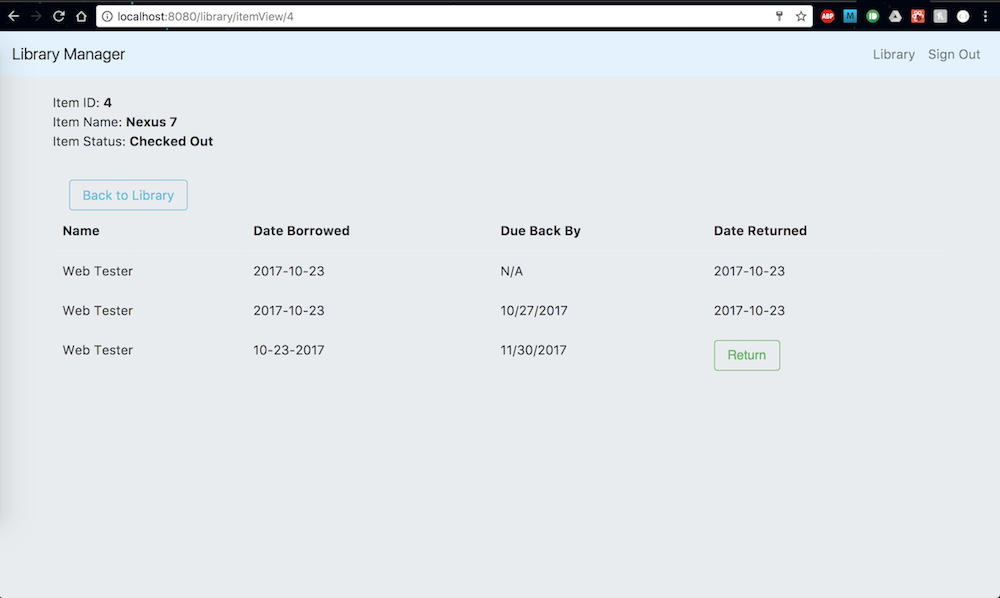 localhost:8080/library/itemView/4
ABP M
Library Manager Library Sign Out
Item ID: 4
Item Name: Nexus 7
Item Status: Checked Out
Back to Library
Name Date Borrowed Due Back By Date Returned
Web Tester 2017-10-23 N/A 2017-10-23
Web Tester 2017-10-23 10/27/2017 2017-10-23
Web Tester 10-23-2017 11/30/2017 Return